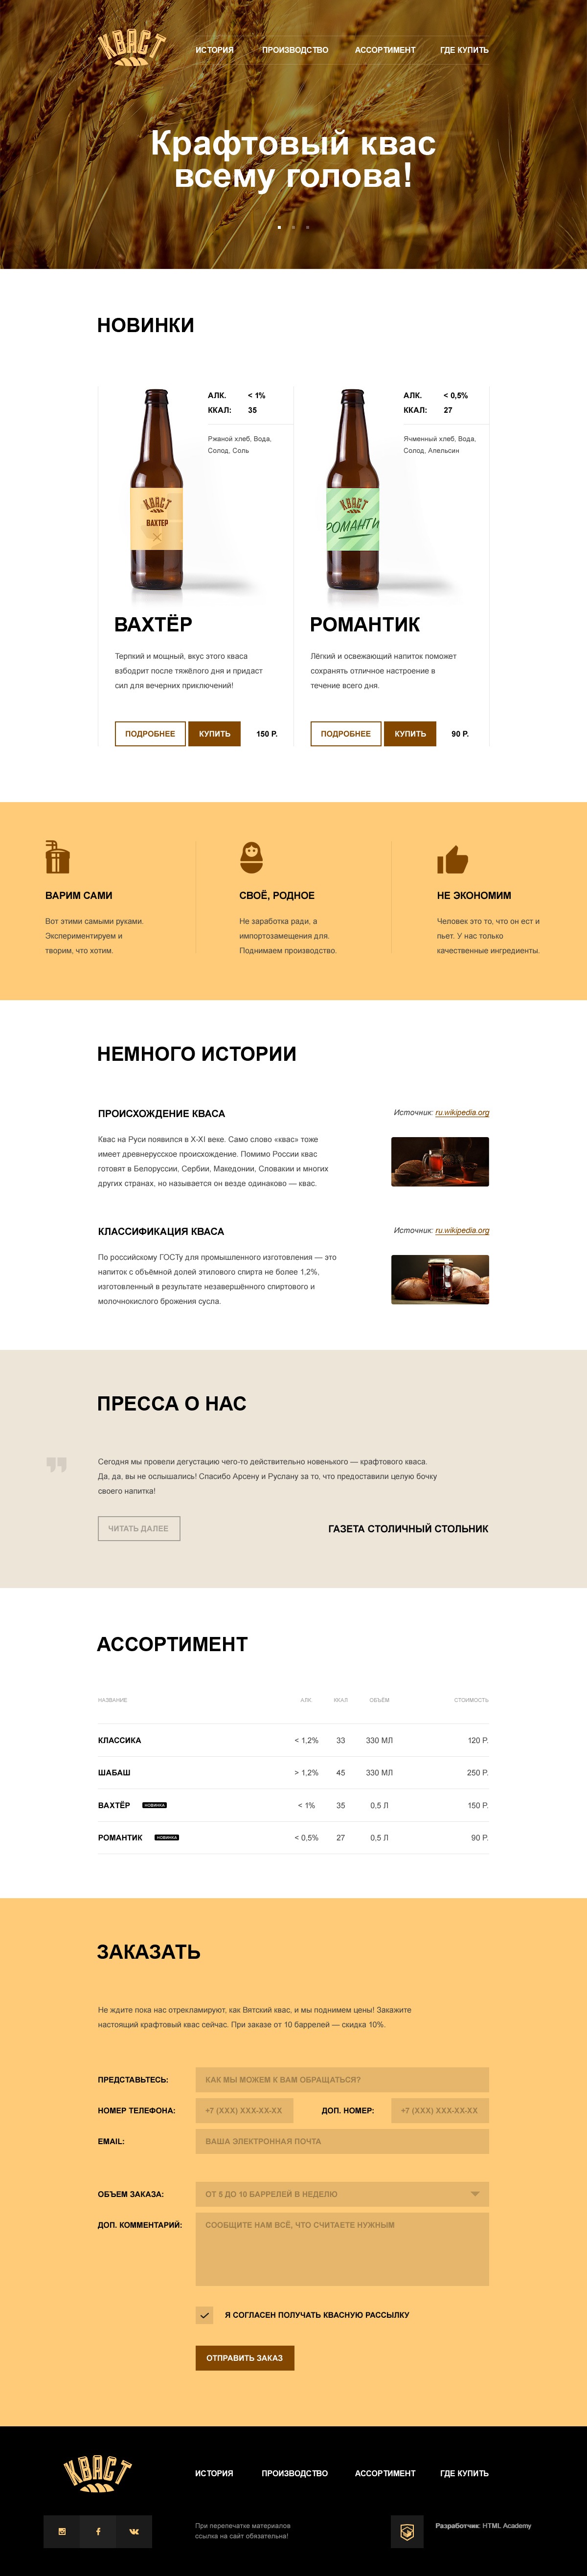 КВАСТ
ИСТОРИЯ ПРОИЗВОДСТВО АССОРТИМЕНТ ГДЕ КУПИТЬ
Крафтовый квас
всему голова!
НОВИНКИ
АЛК. < 1%
ККАЛ: 35
Ржаной хлеб, Вода,
Солод, Соль
КВАСТ
ВАХТЕР
ВАХТЁР
Терпкий и мощный, вкус этого кваса
взбодрит после тяжёлого дня и придаст
сил для вечерних приключений!
ПОДРОБНЕЕ КУПИТЬ 150 Р.
АЛК. < 0,5%
ККАЛ: 27
Ячменный хлеб, Вода,
Солод, Апельсин
КВАСТ
РОМАНТИ
РОМАНТИК
Лёгкий и освежающий напиток поможет
сохранять отличное настроение в
течение всего дня.
ПОДРОБНЕЕ КУПИТЬ 90 Р.
ВАРИМ САМИ
Вот этими самыми руками.
Экспериментируем и
творим, что хотим.
СВОЁ, РОДНОЕ
Не заработка ради, а
импортозамещения для.
Поднимаем производство.
НЕ ЭКОНОМИМ
Человек это то, что он ест и
пьет. У нас только
качественные ингредиенты.
НЕМНОГО ИСТОРИИ
ПРОИСХОЖДЕНИЕ КВАСА
Источник: ru.wikipedia.org
Квас на Руси появился в X-XI веке. Само слово «квас» тоже
имеет древнерусское происхождение. Помимо России квас
готовят в Белоруссии, Сербии, Македонии, Словакии и многих
других странах, но называется он везде одинаково — квас.
КЛАССИФИКАЦИЯ КВАСА
Источник: ru.wikipedia.org
По российскому ГОСТу для промышленного изготовления — это
напиток с объёмной долей этилового спирта не более 1,2%,
изготовленный в результате незавершённого спиртового и
молочнокислого брожения сусла.
ПРЕССА О НАС
Сегодня мы провели дегустацию чего-то действительно новенького — крафтового кваса.
Да, да, вы не ослышались! Спасибо Арсену и Руслану за то, что предоставили целую бочку
своего напитка!
ЧИТАТЬ ДАЛЕЕ
ГАЗЕТА СТОЛИЧНЫЙ СТОЛЬНИК
АССОРТИМЕНТ
НАЗВАНИЕ АЛК ККАЛ ОБЪЁМ СТОИМОСТЬ
КЛАССИКА < 1,2% 33 330 МЛ 120 Р.
ШАБАШ > 1,2% 45 330 МЛ 250 Р.
ВАХТЁР НОВИНКА < 1% 35 0,5 Л 150 Р.
РОМАНТИК НОВИНКА < 0,5% 27 0,5 Л 90 Р.
ЗАКАЗАТЬ
Не ждите пока нас отрекламируют, как Вятский квас, и мы поднимем цены! Закажите
настоящий крафтовый квас сейчас. При заказе от 10 баррелей — скидка 10%.
ПРЕДСТАВЬТЕСЬ: КАК МЫ МОЖЕМ К ВАМ ОБРАЩАТЬСЯ?
НОМЕР ТЕЛЕФОНА: +7 (XXX) XXX-XX-XX ДОП. НОМЕР: +7 (XXX) XXX-XX-XX
EMAIL: ВАША ЭЛЕКТРОННАЯ ПОЧТА
ОБЪЕМ ЗАКАЗА: ОТ 5 ДО 10 БАРРЕЛЕЙ В НЕДЕЛЮ
ДОП. КОММЕНТАРИЙ: СООБЩИТЕ НАМ ВСЁ, ЧТО СЧИТАЕТЕ НУЖНЫМ
Я СОГЛАСЕН ПОЛУЧАТЬ КВАСНУЮ РАССЫЛКУ
ОТПРАВИТЬ ЗАКАЗ
КВАСТ
ИСТОРИЯ ПРОИЗВОДСТВО АССОРТИМЕНТ ГДЕ КУПИТЬ
При перепечатке материалов
ссылка на сайт обязательна!
Разработчик: HTML Academy